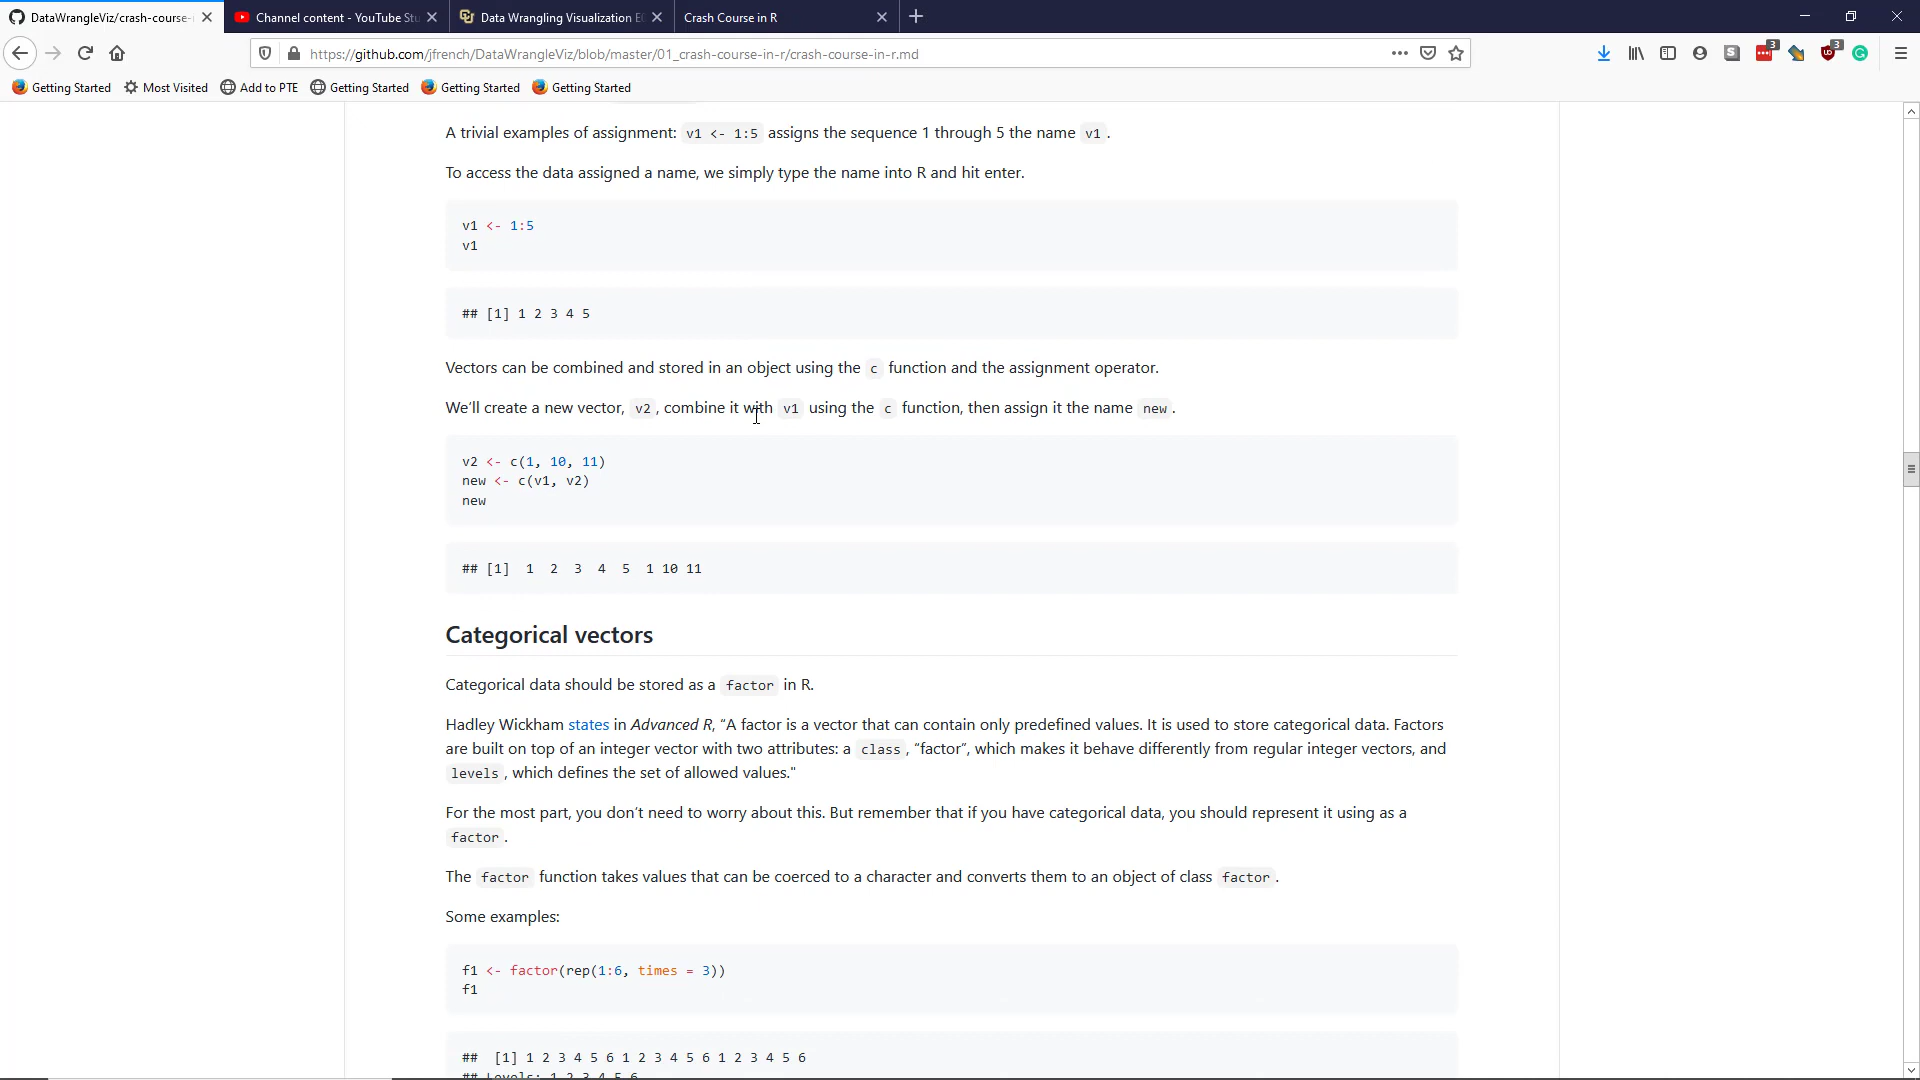 DataWrangleViz/crash-course-
Channel content - YouTube Stu
Data Wrangling Visualization E
Crash Course in R
https://github.com/jfrench/DataWrangleViz/blob/master/01_crash-course-in-r/crash-course-in-r.md
3
3
Getting Started
Most Visited
Add to PTE
Getting Started
Getting Started
Getting Started
A trivial examples of assignment: v1 <- 1:5 assigns the sequence 1 through 5 the name v1 .
To access the data assigned a name, we simply type the name into R and hit enter.
v1 <- 1:5
v1
## [1] 1 2 3 4 5
Vectors can be combined and stored in an object using the c function and the assignment operator.
We’ll create a new vector, v2 , combine it with v1 using the c function, then assign it the name new .
v2 <- c(1, 10, 11)
new <- c(v1, v2)
new
## [1]  1  2  3  4  5  1 10 11
Categorical vectors
Categorical data should be stored as a factor in R.
Hadley Wickham states in Advanced R, “A factor is a vector that can contain only predefined values. It is used to store categorical data. Factors
are built on top of an integer vector with two attributes: a class , “factor”, which makes it behave differently from regular integer vectors, and
levels , which defines the set of allowed values."
For the most part, you don’t need to worry about this. But remember that if you have categorical data, you should represent it using as a
factor .
The factor function takes values that can be coerced to a character and converts them to an object of class factor .
Some examples:
f1 <- factor(rep(1:6, times = 3))
f1
##  [1] 1 2 3 4 5 6 1 2 3 4 5 6 1 2 3 4 5 6
## Levels: 1 2 3 4 5 6